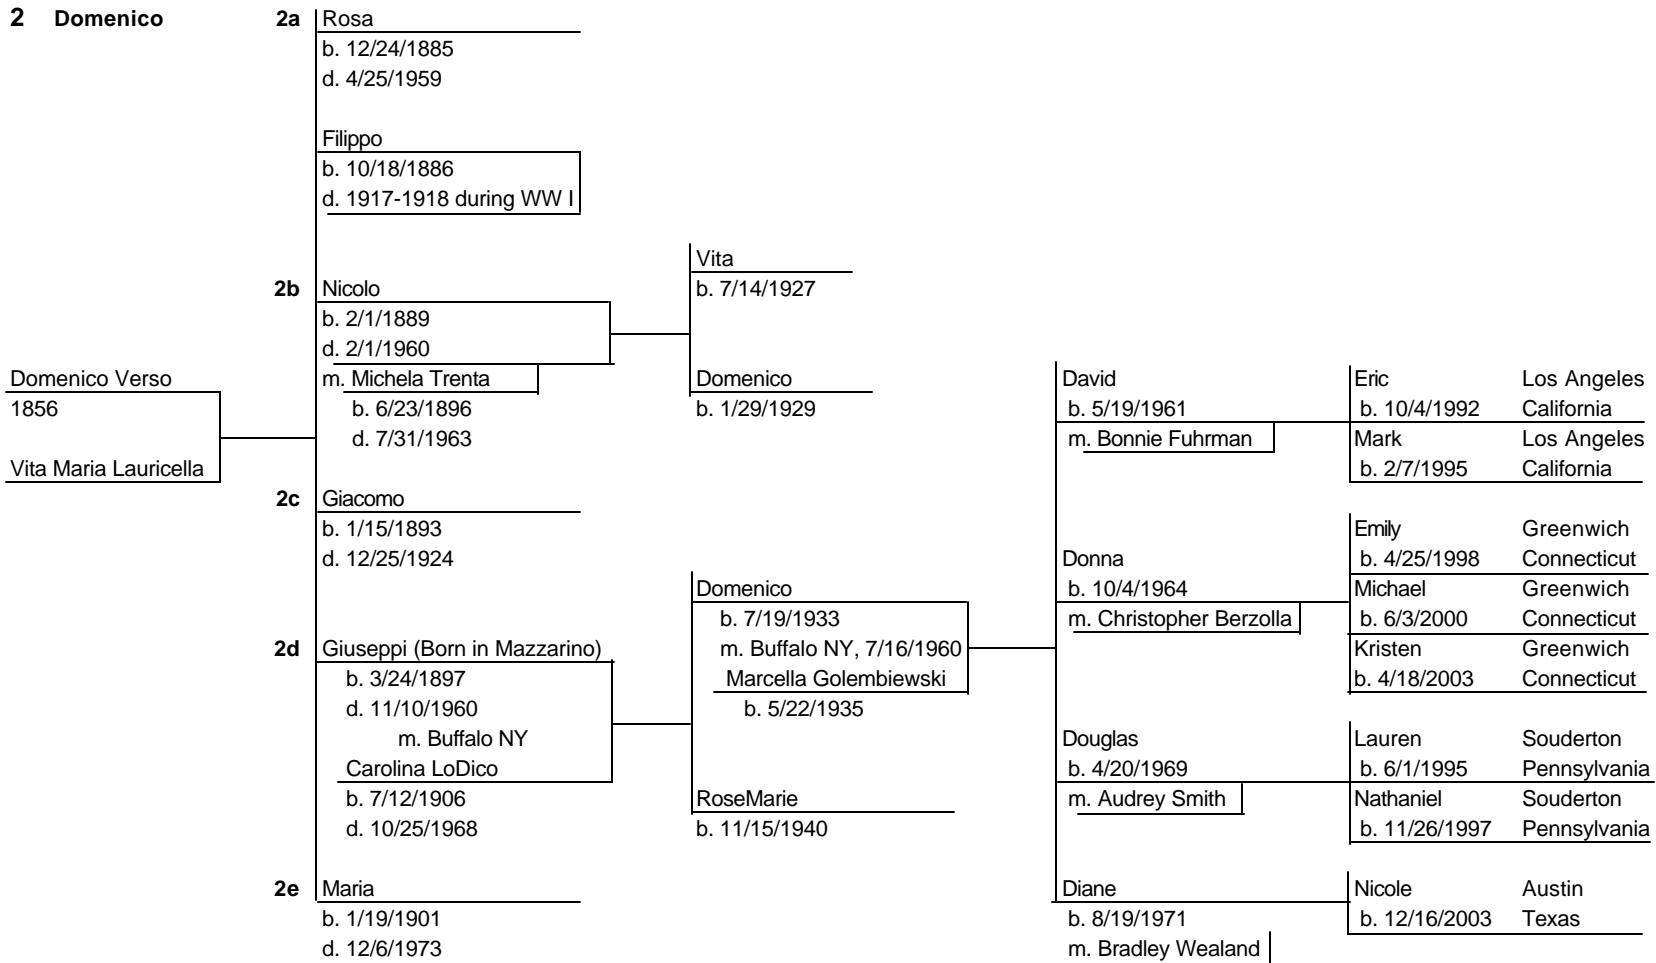 2 Domenico
2a Rosa
b. 12/24/1885
d. 4/25/1959
Filippo
b. 10/18/1886
d. 1917-1918 during WW I
2b Nicolo
b. 2/1/1889
d. 2/1/1960
m. Michela Trenta
b. 6/23/1896
d. 7/31/1963
Vita
b. 7/14/1927
Domenico
b. 1/29/1929
Domenico Verso
1856
Vita Maria Lauricella
2c Giacomo
b. 1/15/1893
d. 12/25/1924
2d Giuseppi (Born in Mazzarino)
b. 3/24/1897
d. 11/10/1960
m. Buffalo NY
Carolina LoDico
b. 7/12/1906
d. 10/25/1968
2e Maria
b. 1/19/1901
d. 12/6/1973
Domenico
b. 7/19/1933
m. Buffalo NY, 7/16/1960
Marcella Golembiewski
b. 5/22/1935
RoseMarie
b. 11/15/1940
David
b. 5/19/1961
m. Bonnie Fuhrman
Eric Los Angeles
b. 10/4/1992 California
Mark Los Angeles
b. 2/7/1995 California
Donna
b. 10/4/1964
m. Christopher Berzolla
Emily Greenwich
b. 4/25/1998 Connecticut
Michael Greenwich
b. 6/3/2000 Connecticut
Kristen Greenwich
b. 4/18/2003 Connecticut
Douglas
b. 4/20/1969
m. Audrey Smith
Lauren Souderton
b. 6/1/1995 Pennsylvania
Nathaniel Souderton
b. 11/26/1997 Pennsylvania
Diane
b. 8/19/1971
m. Bradley Wealand
Nicole Austin
b. 12/16/2003 Texas